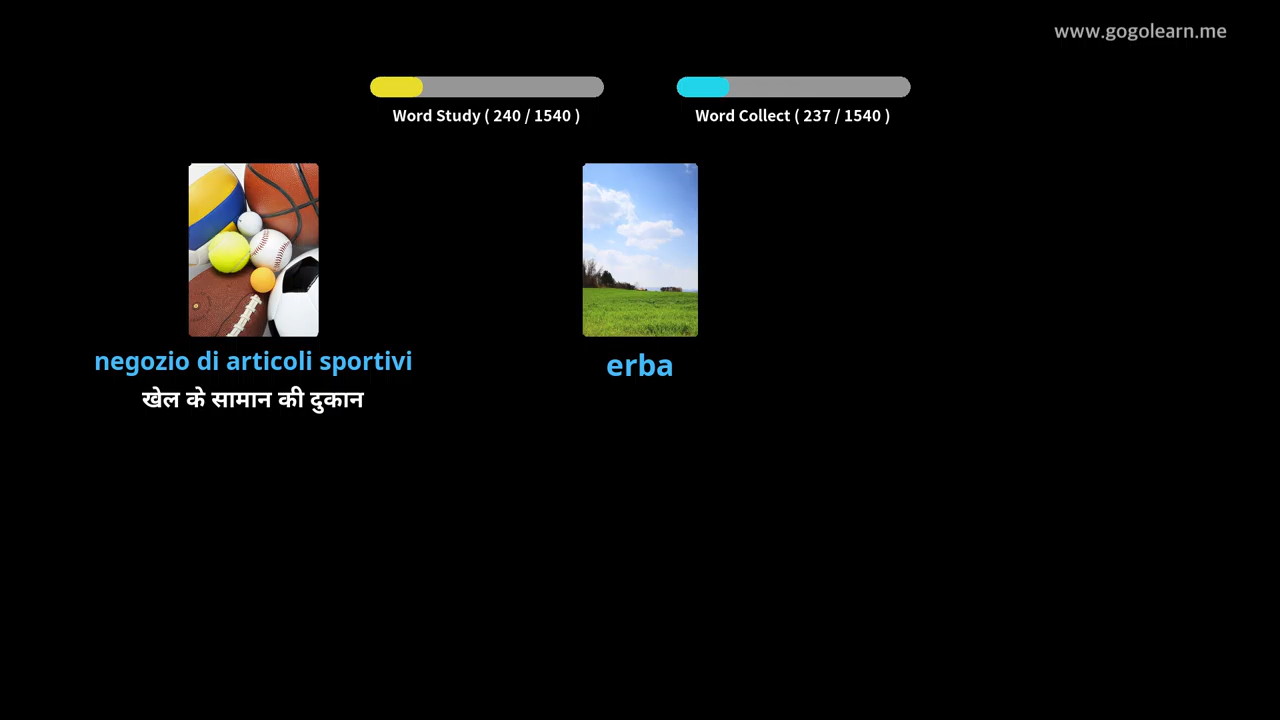 www.gogolearn.me
Word Study ( 240 / 1540 )
Word Collect ( 237 / 1540 )
negozio di articoli sportivi
खेल के सामान की दुकान
erba